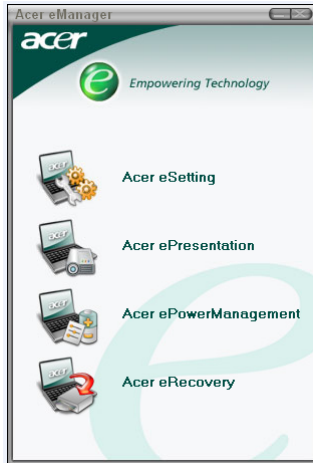 Acer eManager
acer
e Empowering Technology
Acer eSetting
Acer ePresentation
Acer ePowerManagement
Acer eRecovery